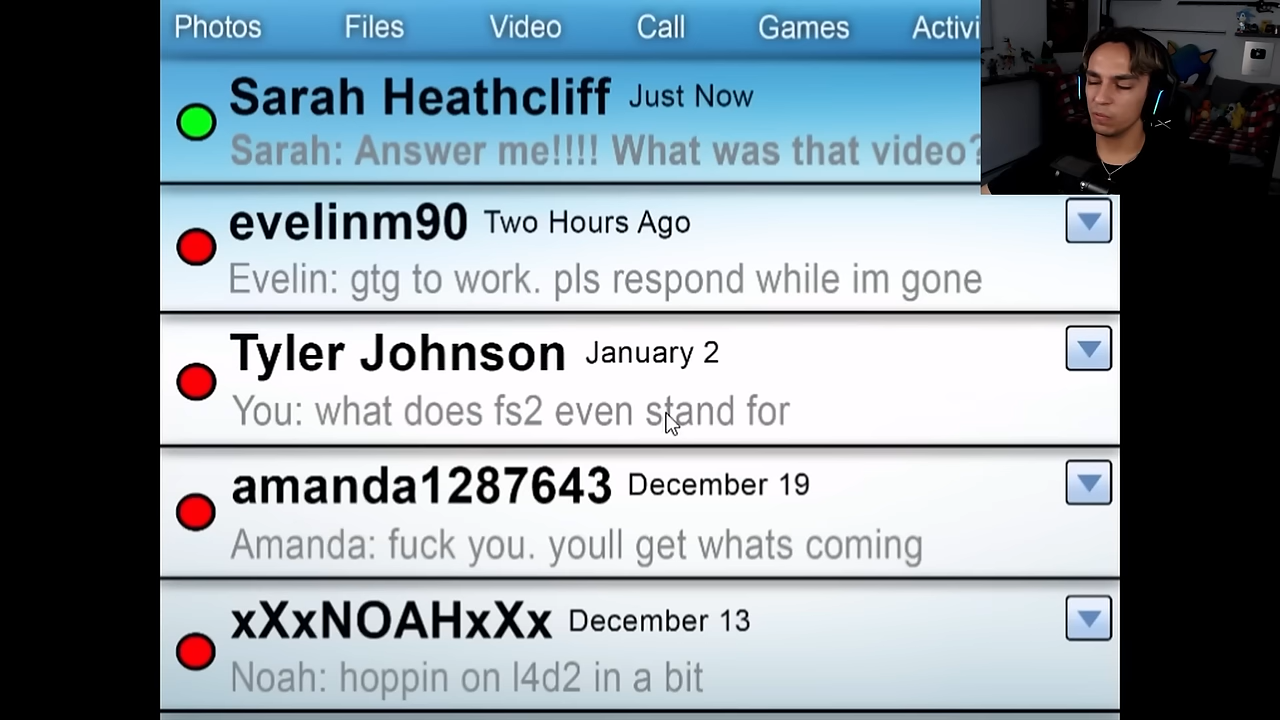 Photos Files Video Call Games Activi
Sarah Heathcliff Just Now
Sarah: Answer me!!!! What was that video?
evelinm90 Two Hours Ago
Evelin: gtg to work. pls respond while im gone
Tyler Johnson January 2
You: what does fs2 even stand for
amanda1287643 December 19
Amanda: fuck you. youll get whats coming
xXxNOAHxXx December 13
Noah: hoppin on l4d2 in a bit